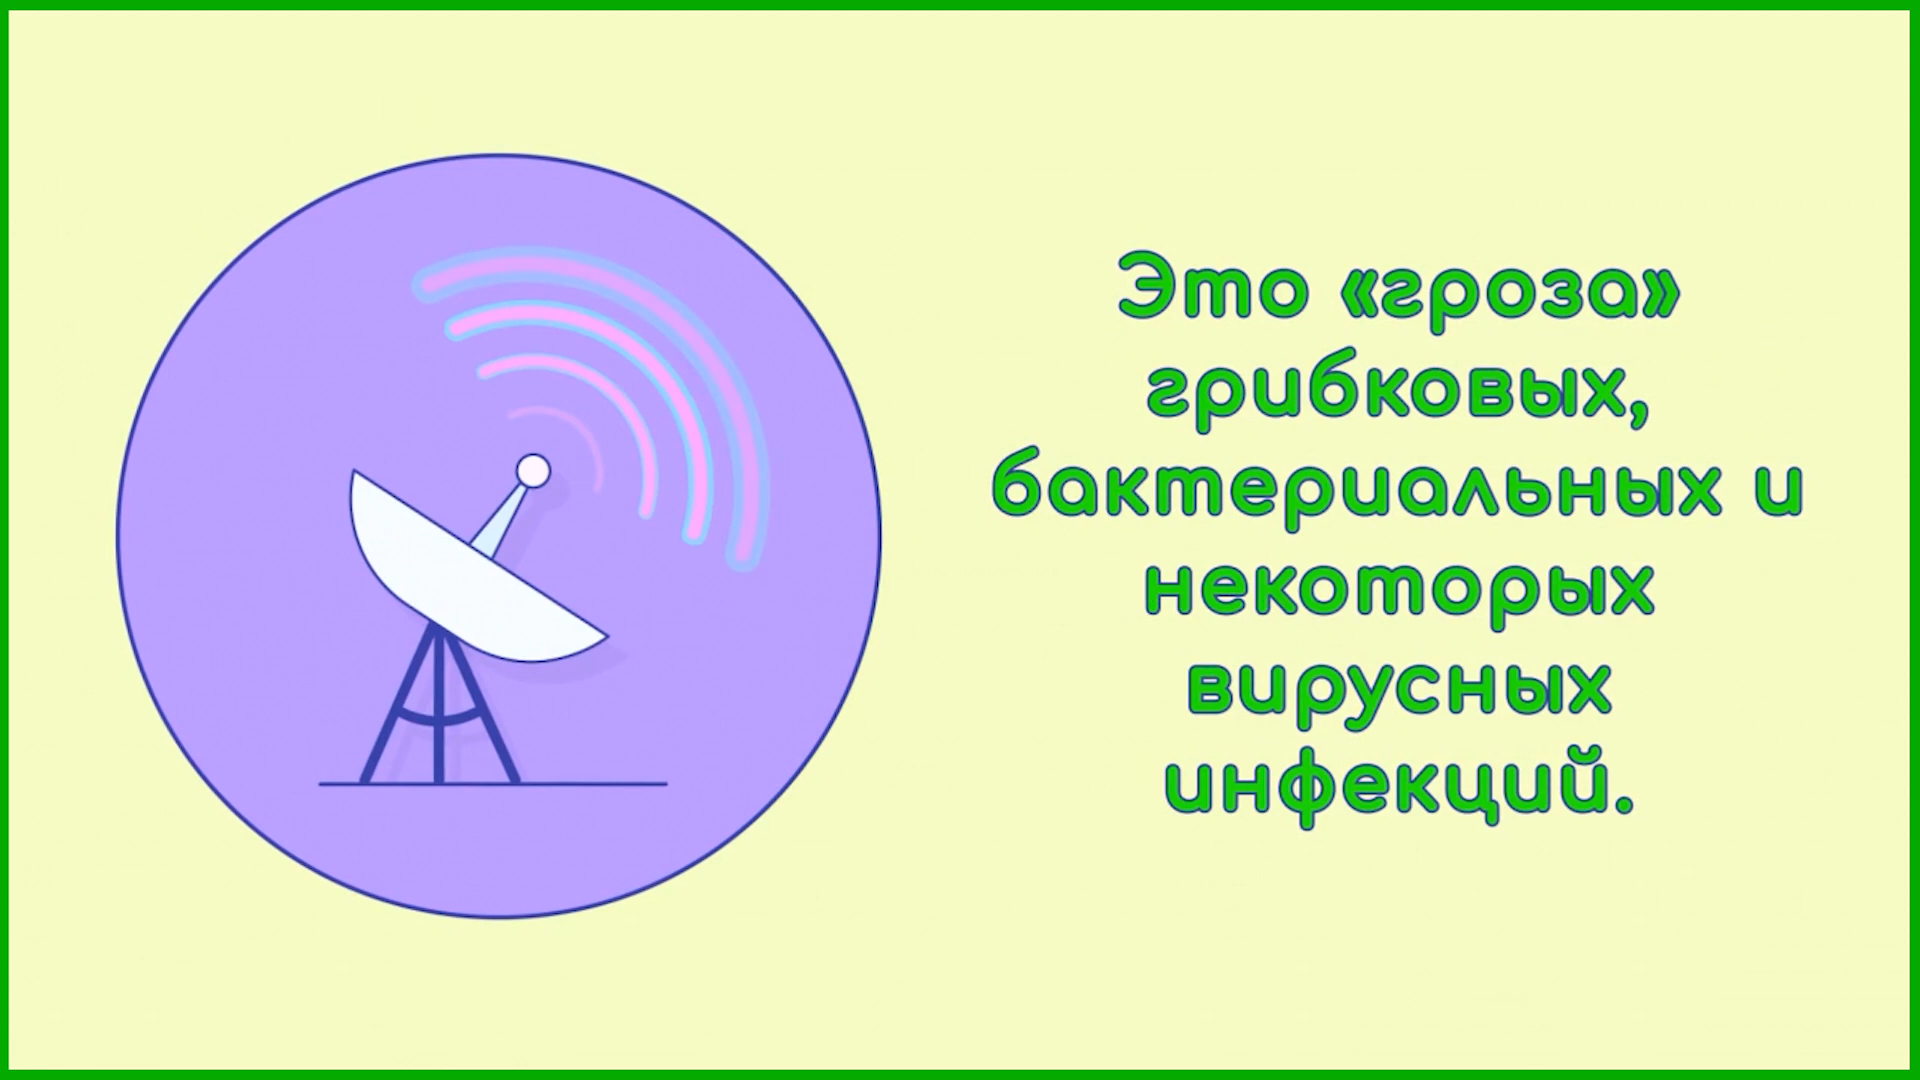 Это «гроза»
грибковых,
бактериальных и
некоторых
вирусных
инфекций.